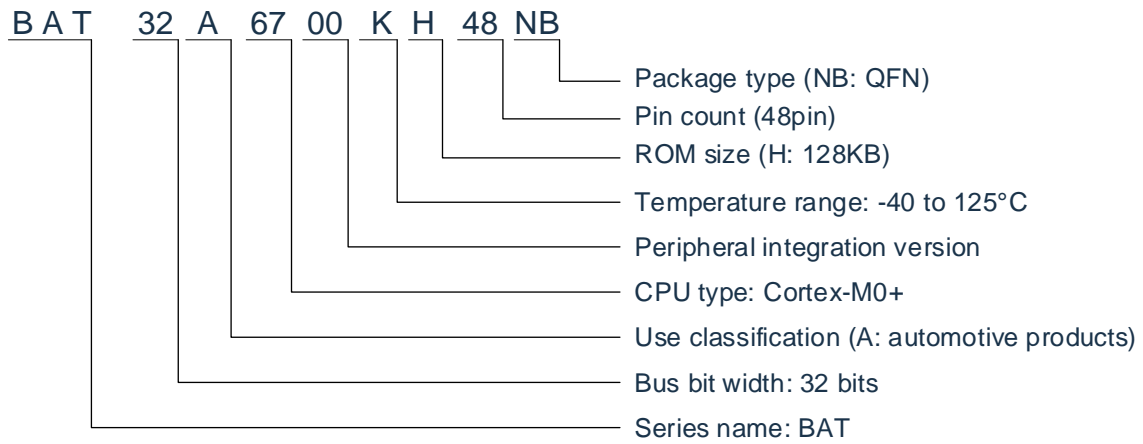 BAT 32 A 67 00 K H 48 NB
Package type (NB: QFN)
Pin count (48pin)
ROM size (H: 128KB)
Temperature range: -40 to 125°C
Peripheral integration version
CPU type: Cortex-M0+
Use classification (A: automotive products)
Bus bit width: 32 bits
Series name: BAT